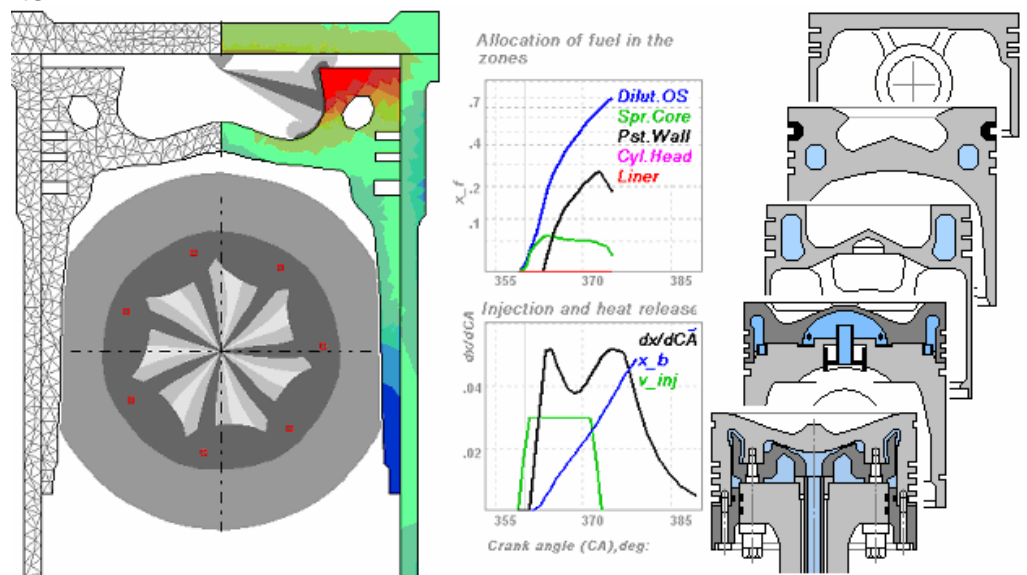 Allocation of fuel in the
zones
.7
.4
.2
.1
x_f
Dilut.OS
Spr.Core
Pst.Wall
Cyl.Head
Liner
355
370
385
Injection and heat release
dx/dCA
.04
.02
dx/dCA
x_b
v_inj
355
370
385
Crank angle (CA),deg: